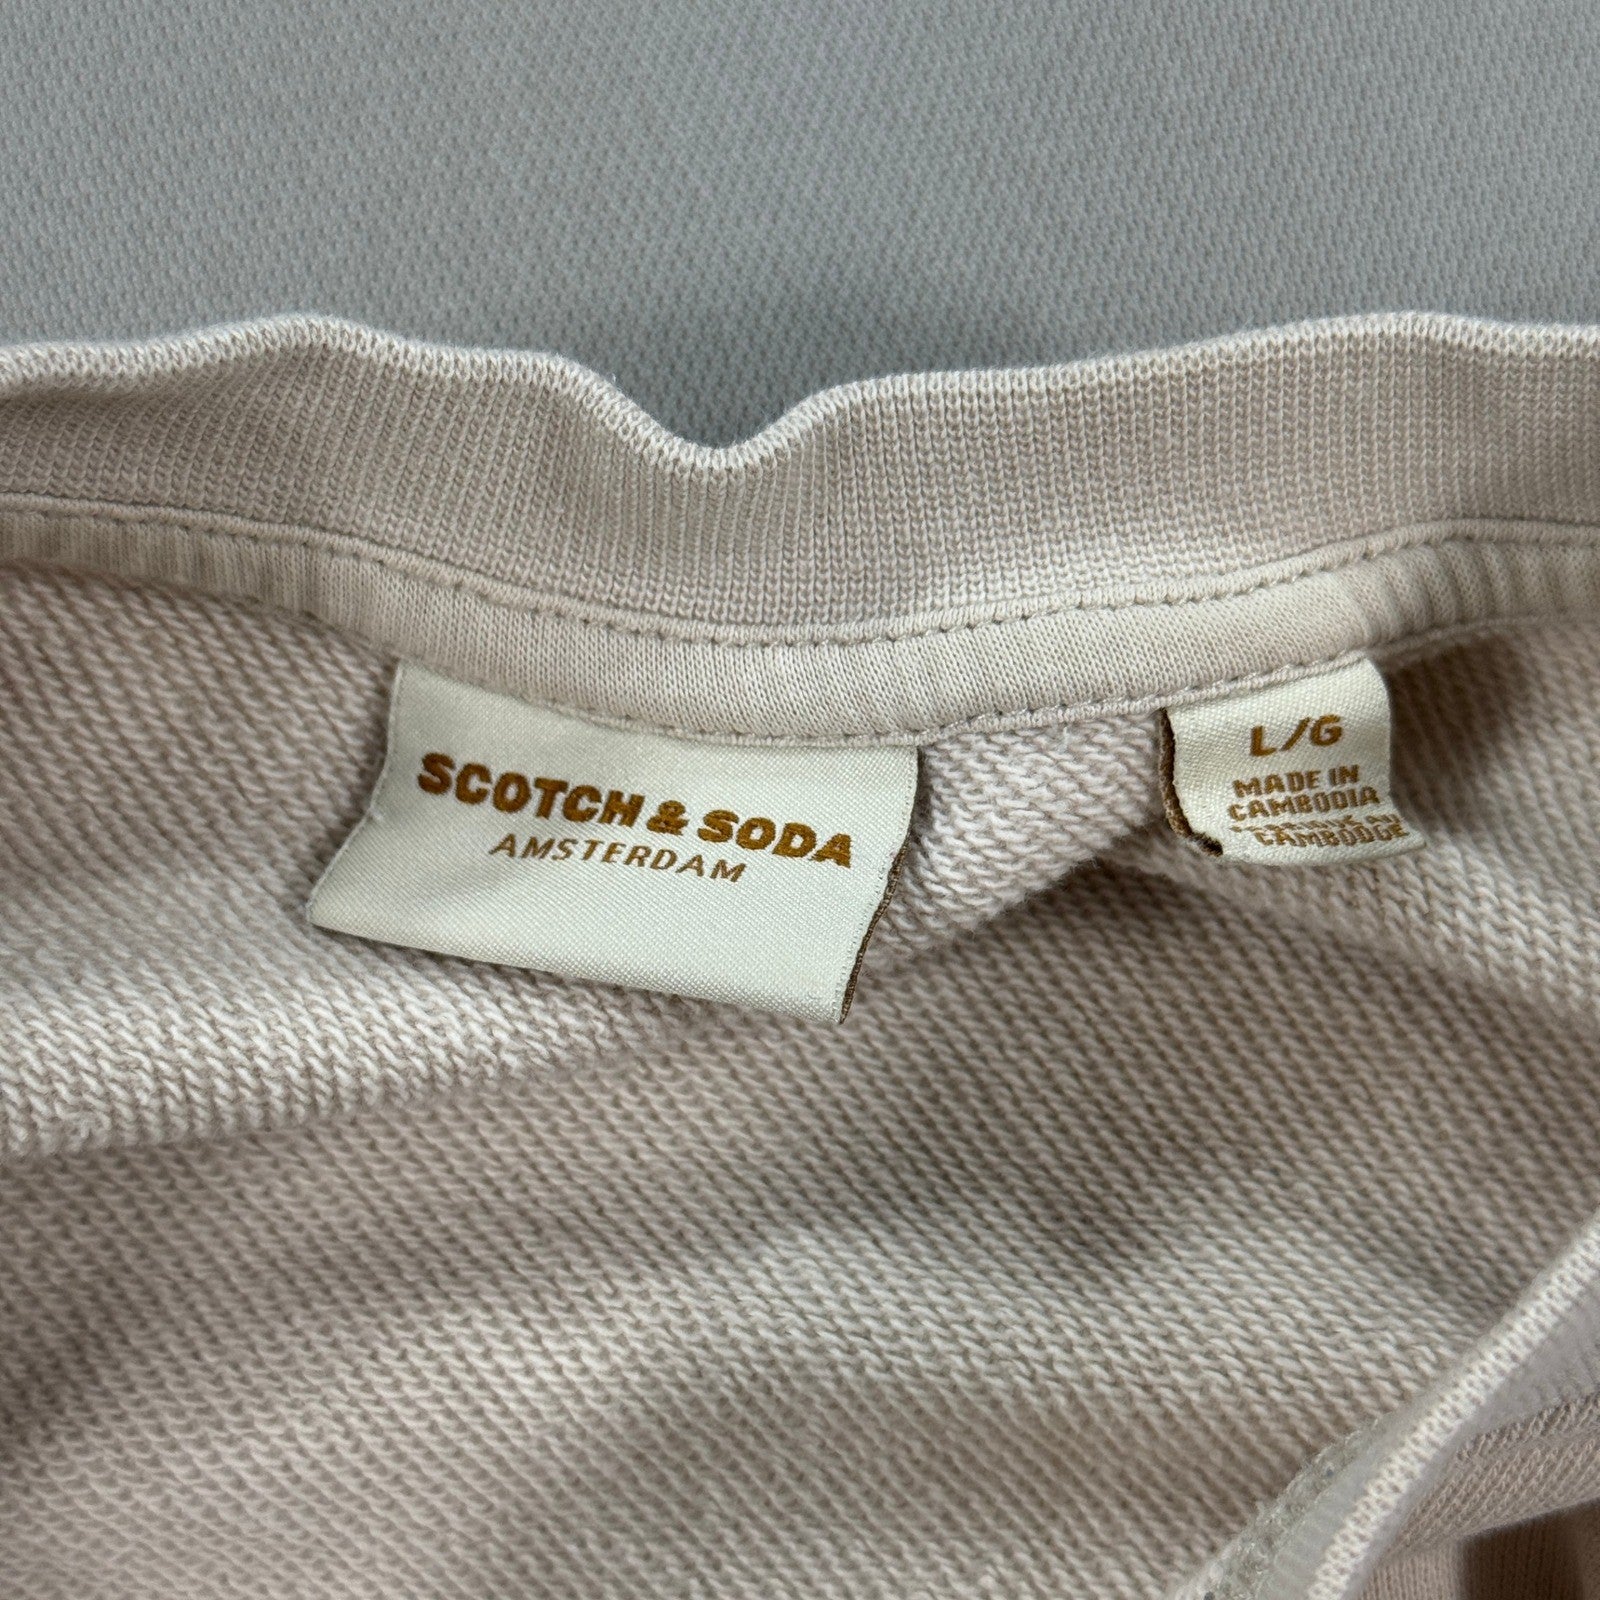 SCOTCH & SODA
AMSTERDAM
L/G
MADE IN
CAMBODIA
CAMBODGE